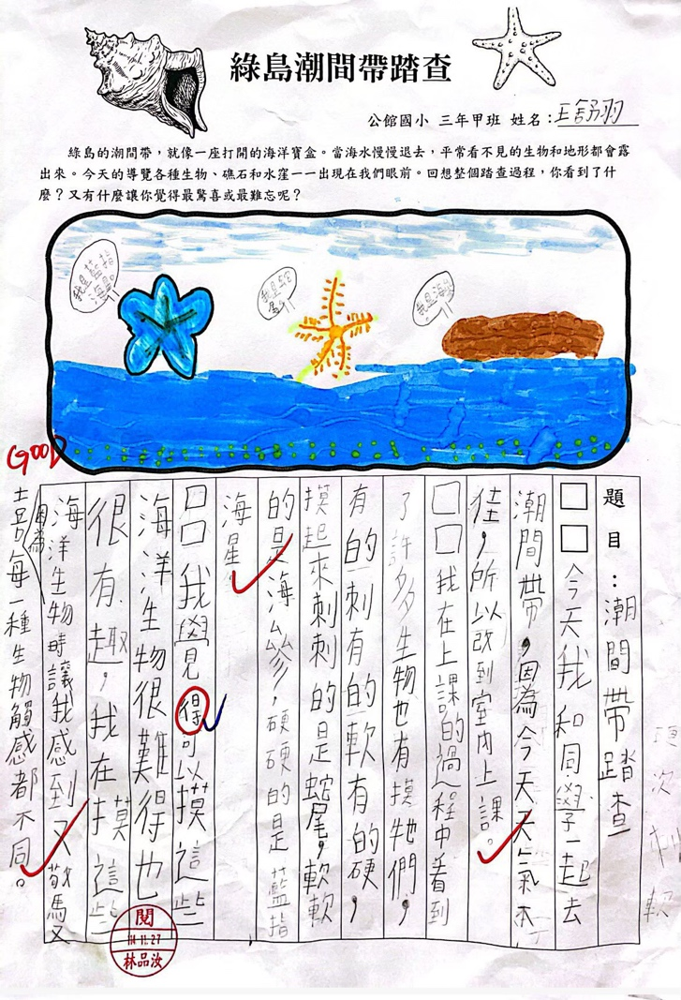 綠島潮間帶踏查
公館國小 三年甲班 姓名：王舒羽
綠島的潮間帶，就像一座打開的海洋寶盒。當海水慢慢退去，平常看不見的生物和地形都會露
出來。今天的導覽各種生物、礁石和水窪一一出現在我們眼前。回想整個踏查過程，你看到了什
麼？又有什麼讓你覺得最驚喜或最難忘呢？
我是藍指海星
我是蛇尾
我是海參
GOOD
題目：潮間帶踏查
□□今天我和同學一起去
潮間帶，因為今天天氣不
佳，所以改到室內上課。
□□我在上課的過程中看到
了許多生物也有摸牠們，
有的刺有的軟有的硬，
摸起來刺刺的是蛇尾，軟軟
的是海參，硬硬的是藍指
海星。
□□我學見得可以摸這些
海洋生物很難得也
很有趣，我在摸這些
海洋生物時讓我感到又敬馬又
喜因為每一種生物觸感都不同。
閱
114.11.27
林品汝